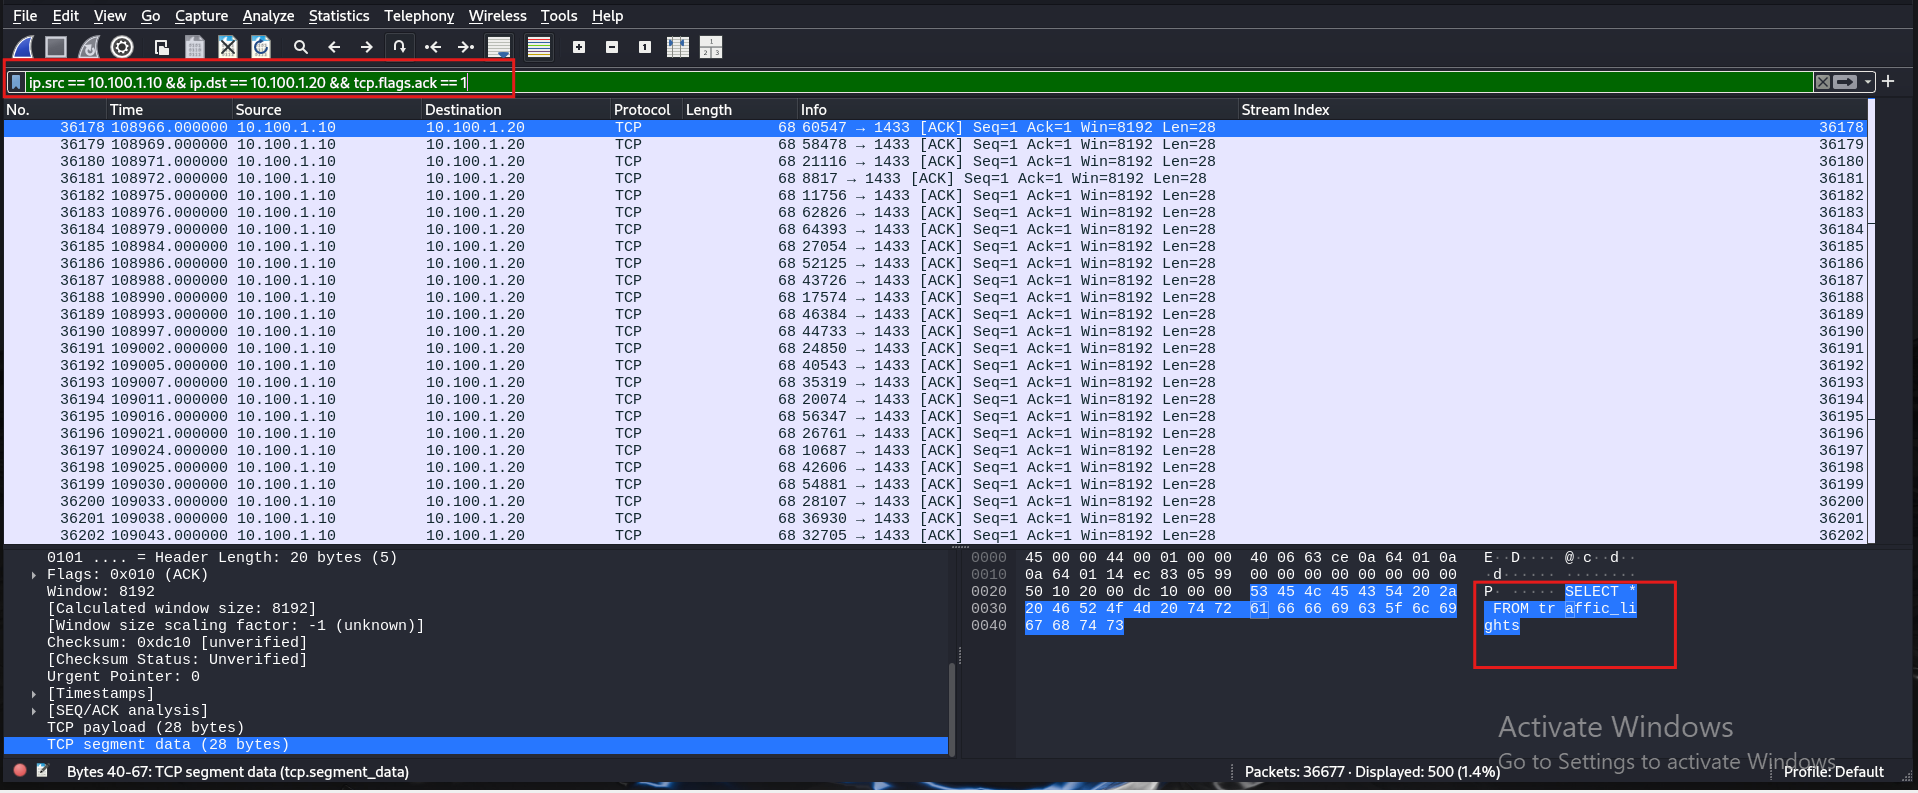 File Edit View Go Capture Analyze Statistics Telephony Wireless Tools Help
ip.src == 10.100.1.10 && ip.dst == 10.100.1.20 && tcp.flags.ack == 1
No. Time Source Destination Protocol Length Info Stream Index
36178 108966.000000 10.100.1.10 10.100.1.20 TCP 68 60547 → 1433 [ACK] Seq=1 Ack=1 Win=8192 Len=28 36178
36179 108969.000000 10.100.1.10 10.100.1.20 TCP 68 58478 → 1433 [ACK] Seq=1 Ack=1 Win=8192 Len=28 36179
36180 108971.000000 10.100.1.10 10.100.1.20 TCP 68 21116 → 1433 [ACK] Seq=1 Ack=1 Win=8192 Len=28 36180
36181 108972.000000 10.100.1.10 10.100.1.20 TCP 68 8817 → 1433 [ACK] Seq=1 Ack=1 Win=8192 Len=28 36181
36182 108975.000000 10.100.1.10 10.100.1.20 TCP 68 11756 → 1433 [ACK] Seq=1 Ack=1 Win=8192 Len=28 36182
36183 108976.000000 10.100.1.10 10.100.1.20 TCP 68 62826 → 1433 [ACK] Seq=1 Ack=1 Win=8192 Len=28 36183
36184 108979.000000 10.100.1.10 10.100.1.20 TCP 68 64393 → 1433 [ACK] Seq=1 Ack=1 Win=8192 Len=28 36184
36185 108984.000000 10.100.1.10 10.100.1.20 TCP 68 27054 → 1433 [ACK] Seq=1 Ack=1 Win=8192 Len=28 36185
36186 108986.000000 10.100.1.10 10.100.1.20 TCP 68 52125 → 1433 [ACK] Seq=1 Ack=1 Win=8192 Len=28 36186
36187 108988.000000 10.100.1.10 10.100.1.20 TCP 68 43726 → 1433 [ACK] Seq=1 Ack=1 Win=8192 Len=28 36187
36188 108990.000000 10.100.1.10 10.100.1.20 TCP 68 17574 → 1433 [ACK] Seq=1 Ack=1 Win=8192 Len=28 36188
36189 108993.000000 10.100.1.10 10.100.1.20 TCP 68 46384 → 1433 [ACK] Seq=1 Ack=1 Win=8192 Len=28 36189
36190 108997.000000 10.100.1.10 10.100.1.20 TCP 68 44733 → 1433 [ACK] Seq=1 Ack=1 Win=8192 Len=28 36190
36191 109002.000000 10.100.1.10 10.100.1.20 TCP 68 24850 → 1433 [ACK] Seq=1 Ack=1 Win=8192 Len=28 36191
36192 109005.000000 10.100.1.10 10.100.1.20 TCP 68 40543 → 1433 [ACK] Seq=1 Ack=1 Win=8192 Len=28 36192
36193 109007.000000 10.100.1.10 10.100.1.20 TCP 68 35319 → 1433 [ACK] Seq=1 Ack=1 Win=8192 Len=28 36193
36194 109011.000000 10.100.1.10 10.100.1.20 TCP 68 20074 → 1433 [ACK] Seq=1 Ack=1 Win=8192 Len=28 36194
36195 109016.000000 10.100.1.10 10.100.1.20 TCP 68 56347 → 1433 [ACK] Seq=1 Ack=1 Win=8192 Len=28 36195
36196 109021.000000 10.100.1.10 10.100.1.20 TCP 68 26761 → 1433 [ACK] Seq=1 Ack=1 Win=8192 Len=28 36196
36197 109024.000000 10.100.1.10 10.100.1.20 TCP 68 10687 → 1433 [ACK] Seq=1 Ack=1 Win=8192 Len=28 36197
36198 109025.000000 10.100.1.10 10.100.1.20 TCP 68 42606 → 1433 [ACK] Seq=1 Ack=1 Win=8192 Len=28 36198
36199 109030.000000 10.100.1.10 10.100.1.20 TCP 68 54881 → 1433 [ACK] Seq=1 Ack=1 Win=8192 Len=28 36199
36200 109033.000000 10.100.1.10 10.100.1.20 TCP 68 28107 → 1433 [ACK] Seq=1 Ack=1 Win=8192 Len=28 36200
36201 109038.000000 10.100.1.10 10.100.1.20 TCP 68 36930 → 1433 [ACK] Seq=1 Ack=1 Win=8192 Len=28 36201
36202 109043.000000 10.100.1.10 10.100.1.20 TCP 68 32705 → 1433 [ACK] Seq=1 Ack=1 Win=8192 Len=28 36202
0101 .... = Header Length: 20 bytes (5)
Flags: 0x010 (ACK)
Window: 8192
[Calculated window size: 8192]
[Window size scaling factor: -1 (unknown)]
Checksum: 0xdc10 [unverified]
[Checksum Status: Unverified]
Urgent Pointer: 0
[Timestamps]
[SEQ/ACK analysis]
TCP payload (28 bytes)
TCP segment data (28 bytes)
0000 45 00 00 44 00 01 00 00 40 06 63 ce 0a 64 01 0a E··D···· @·c··d··
0010 0a 64 01 14 ec 83 05 99 00 00 00 00 00 00 00 00 ·d······ ········
0020 50 10 20 00 dc 10 00 00 53 45 4c 45 43 54 20 2a P· ····· SELECT *
0030 20 46 52 4f 4d 20 74 72 61 66 66 69 63 5f 6c 69 FROM tr affic_li
0040 67 68 74 73 ghts
Activate Windows
Go to Settings to activate Windows.
Bytes 40-67: TCP segment data (tcp.segment_data) Packets: 36677 · Displayed: 500 (1.4%) Profile: Default